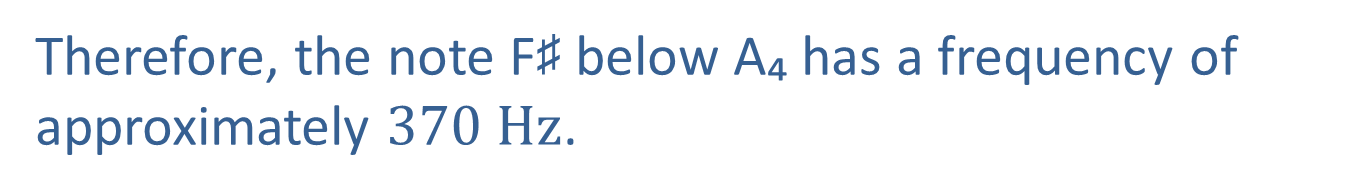 Therefore, the note F♯ below A₄ has a frequency of
approximately 370 Hz.